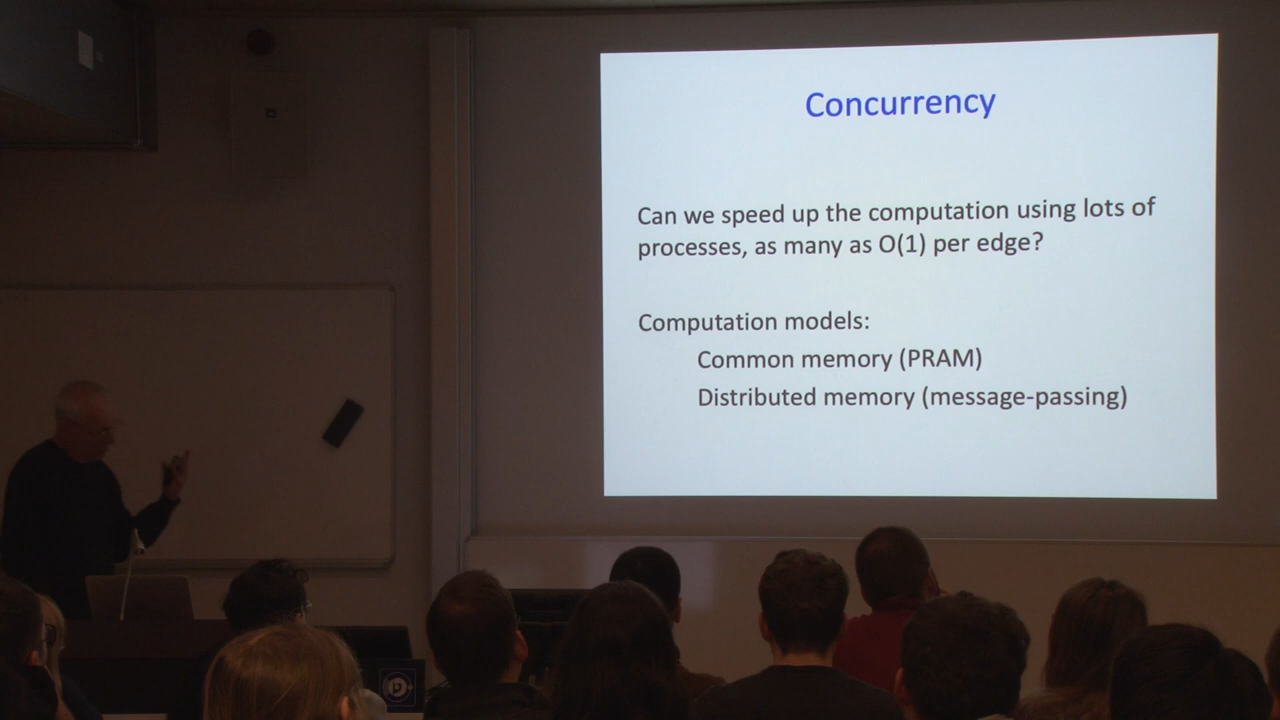 Concurrency
Can we speed up the computation using lots of
processes, as many as O(1) per edge?
Computation models:
Common memory (PRAM)
Distributed memory (message-passing)